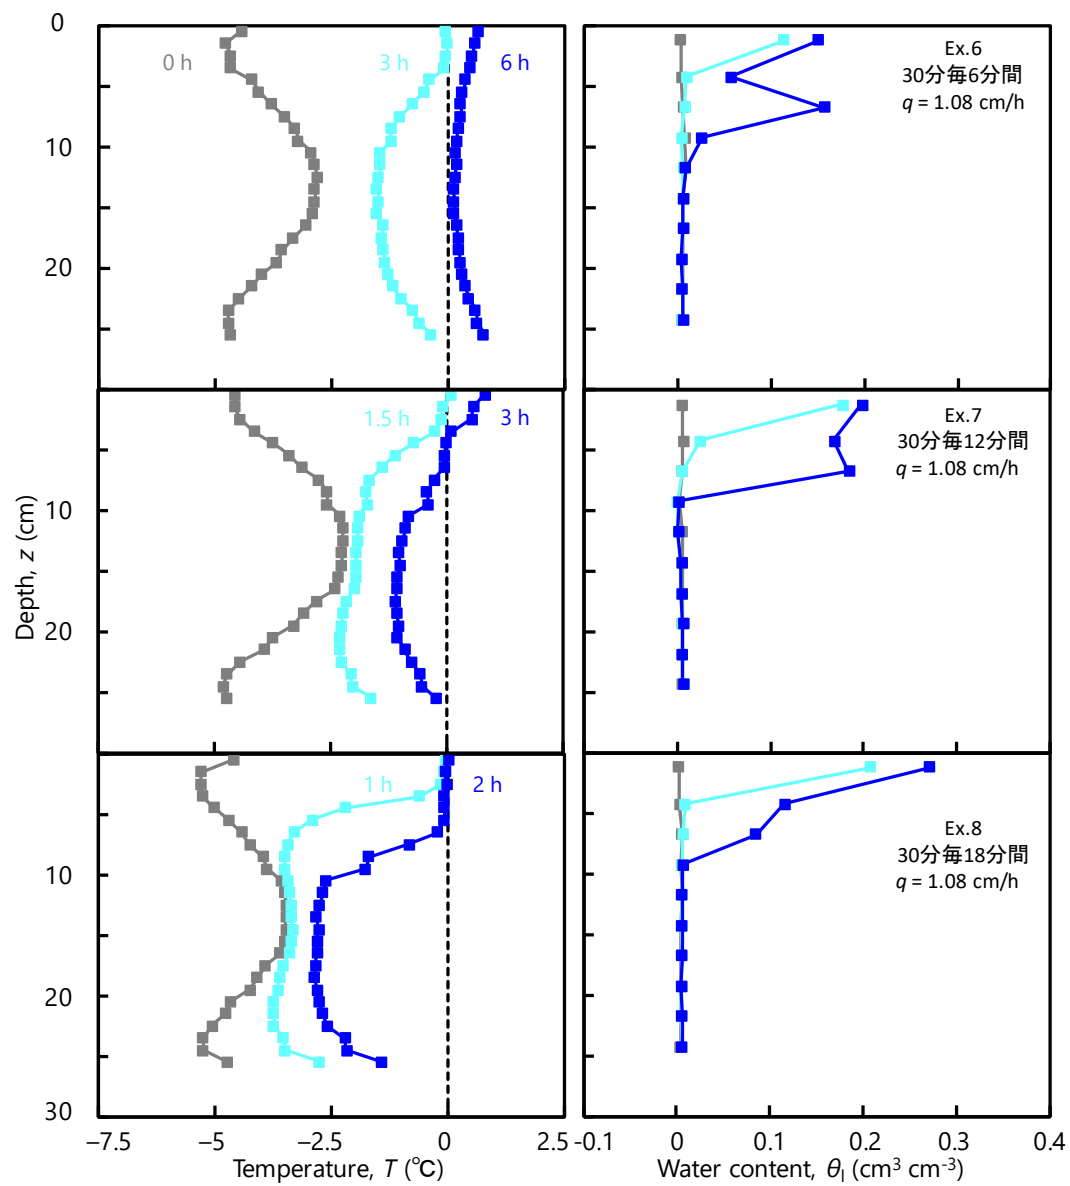 0
0 h
3 h
6 h
10
20
Ex.6
30分毎6分間
q = 1.08 cm/h
1.5 h
3 h
10
20
Ex.7
30分毎12分間
q = 1.08 cm/h
Depth, z (cm)
1 h
2 h
10
20
30
Ex.8
30分毎18分間
q = 1.08 cm/h
−7.5 −5 −2.5 0 2.5
Temperature, T (℃)
-0.1 0 0.1 0.2 0.3 0.4
Water content, θl (cm³ cm⁻³)